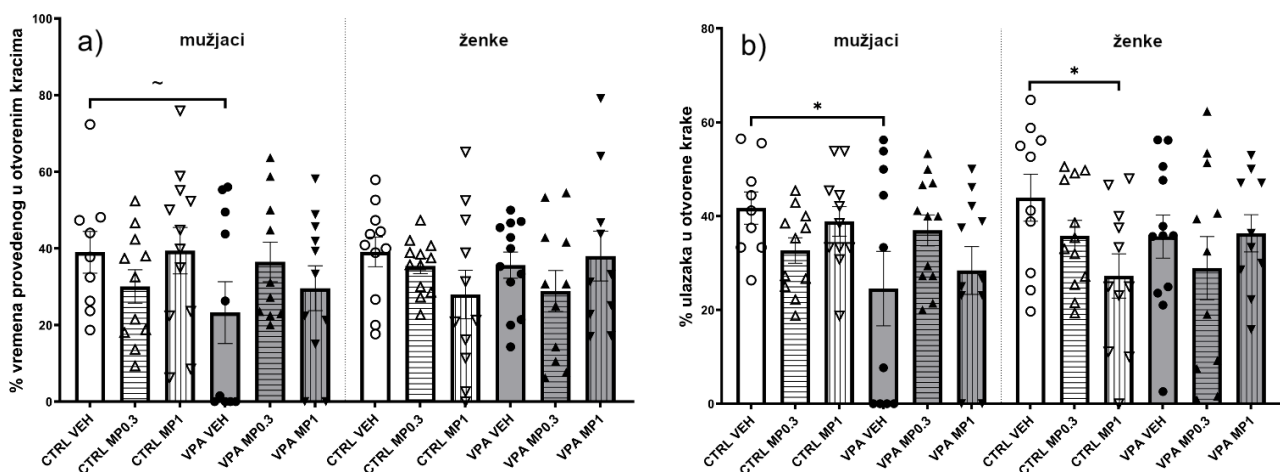 a)
mužjaci
ženke
% vremena provedenog u otvorenim kracima
100
80
60
40
20
0
~
CTRL VEH
CTRL MP0.3
CTRL MP1
VPA VEH
VPA MP0.3
VPA MP1
CTRL VEH
CTRL MP0.3
CTRL MP1
VPA VEH
VPA MP0.3
VPA MP1
b)
mužjaci
ženke
% ulazaka u otvorene krake
80
60
40
20
0
*
*
CTRL VEH
CTRL MP0.3
CTRL MP1
VPA VEH
VPA MP0.3
VPA MP1
CTRL VEH
CTRL MP0.3
CTRL MP1
VPA VEH
VPA MP0.3
VPA MP1